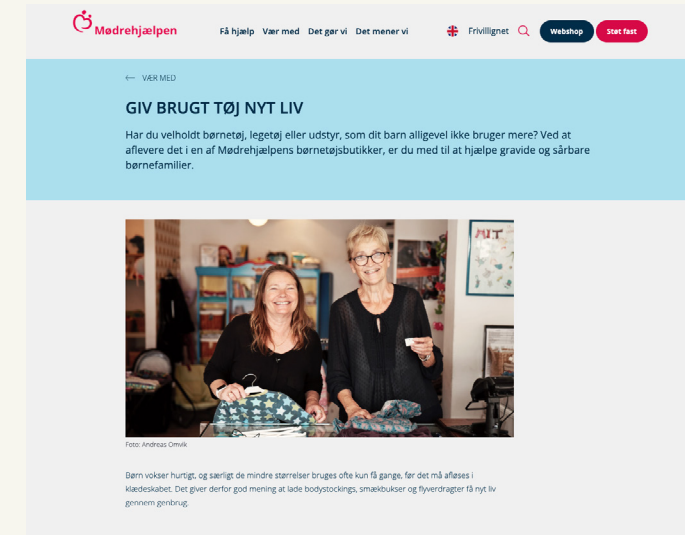 Mødrehjælpen
Få hjælp Vær med Det gør vi Det mener vi
Frivillignet
Webshop
Støt fast
← VÆR MED
GIV BRUGT TØJ NYT LIV
Har du velholdt børnetøj, legetøj eller udstyr, som dit barn alligevel ikke bruger mere? Ved at
aflevere det i en af Mødrehjælpens børnetøjsbutikker, er du med til at hjælpe gravide og sårbare
børnefamilier.
Foto: Andreas Omvik
Børn vokser hurtigt, og særligt de mindre størrelser bruges ofte kun få gange, før det må afløses i
klædeskabet. Det giver derfor god mening at lade bodystockings, smækbukser og flyverdragter få nyt liv
gennem genbrug.